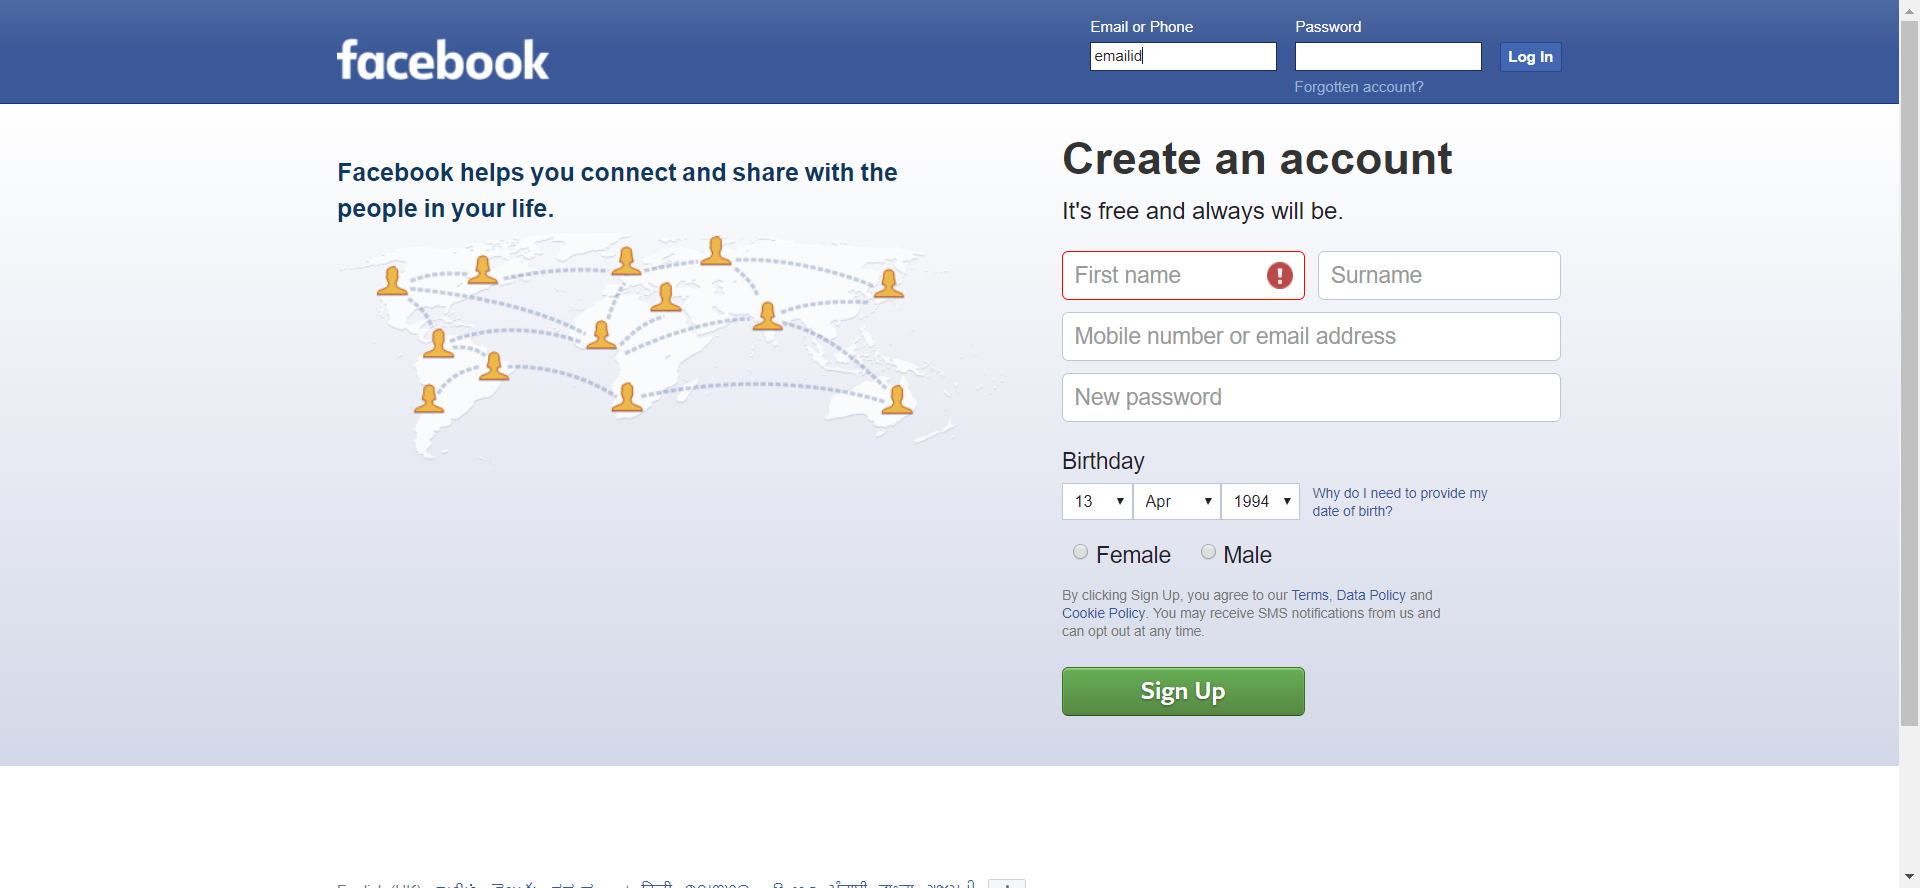 facebook
Email or Phone
Password
emailid
Log In
Forgotten account?
Facebook helps you connect and share with the
people in your life.
Create an account
It's free and always will be.
First name
Surname
Mobile number or email address
New password
Birthday
13
Apr
1994
Why do I need to provide my
date of birth?
Female
Male
By clicking Sign Up, you agree to our Terms, Data Policy and
Cookie Policy. You may receive SMS notifications from us and
can opt out at any time.
Sign Up